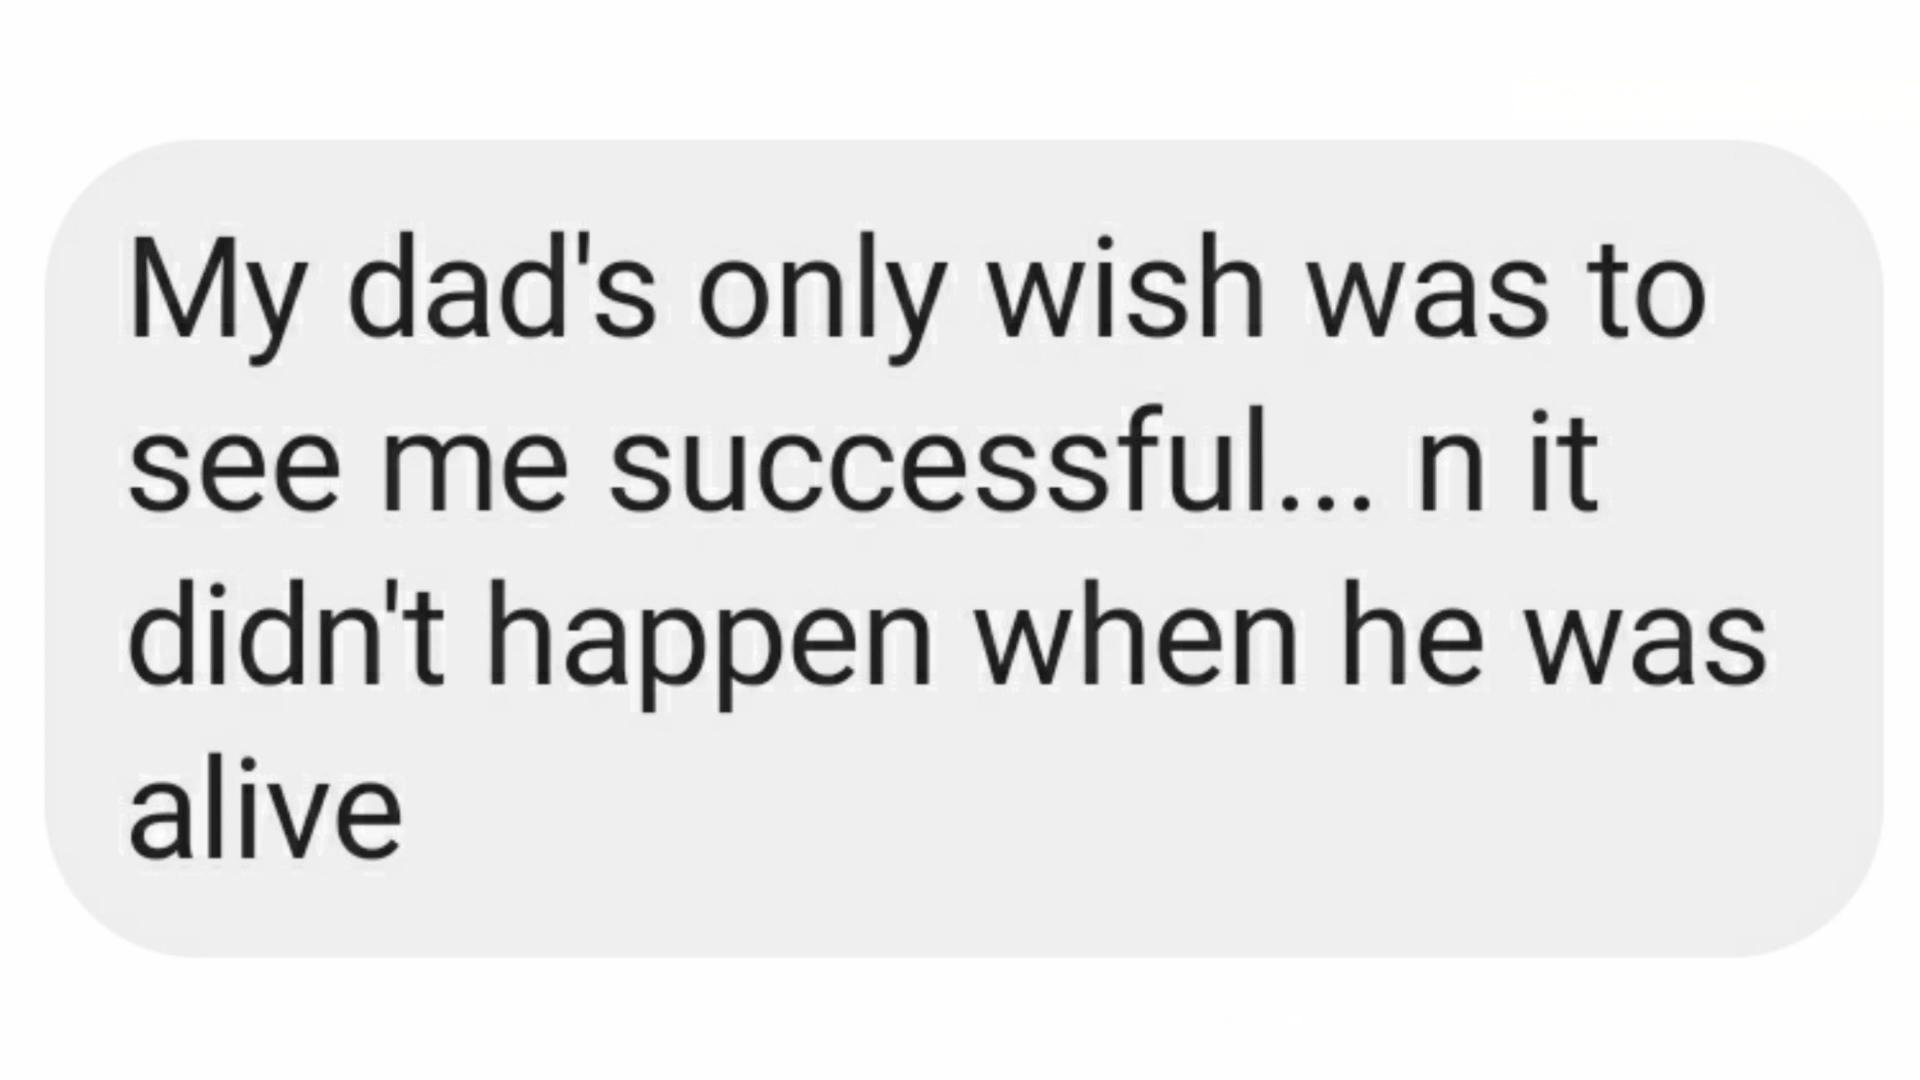 My dad's only wish was to
see me successful... n it
didn't happen when he was
alive